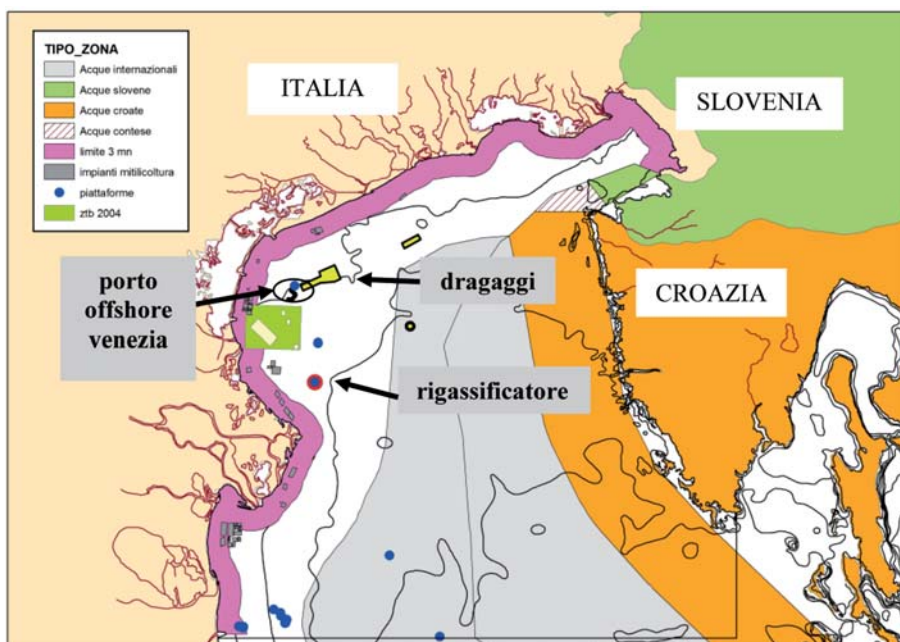 TIPO_ZONA
Acque internazionali
Acque slovene
Acque croate
Acque contese
limite 3 mn
impianti mitilicoltura
piattaforme
ztb 2004
ITALIA
SLOVENIA
porto
offshore
venezia
dragaggi
CROAZIA
rigassificatore